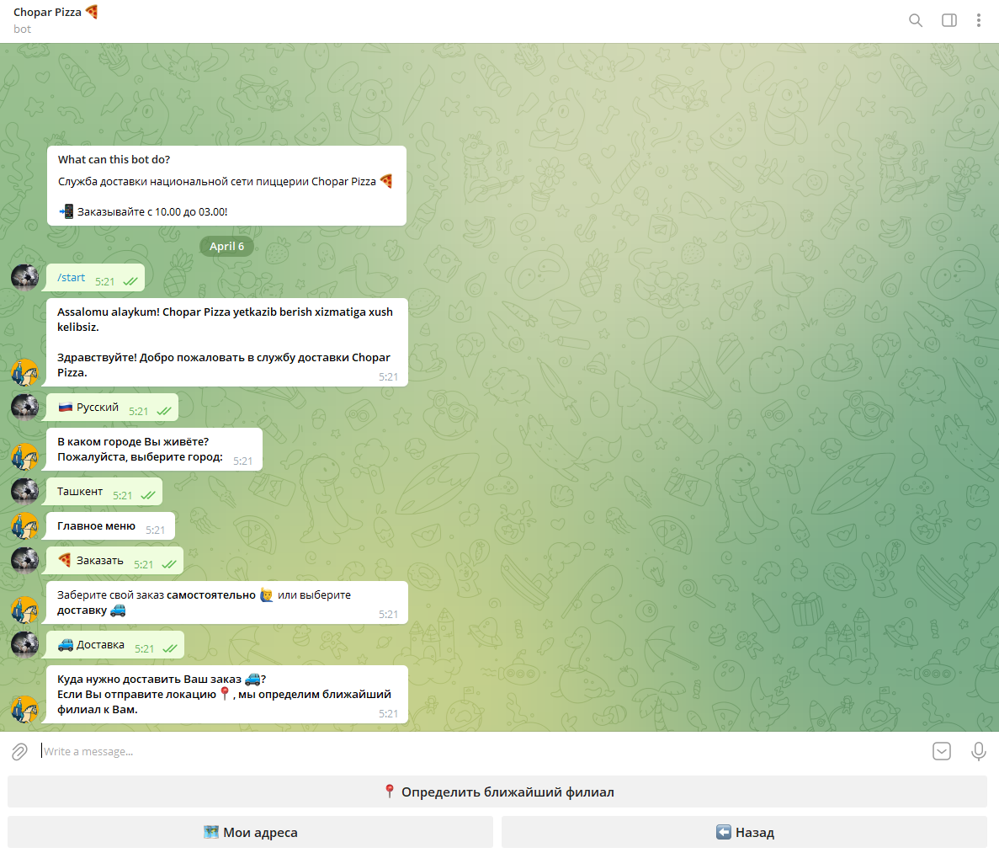 Chopar Pizza 🍕
bot
What can this bot do?
Служба доставки национальной сети пиццерии Chopar Pizza 🍕
📲 Заказывайте с 10.00 до 03.00!
April 6
/start 5:21
Assalomu alaykum! Chopar Pizza yetkazib berish xizmatiga xush
kelibsiz.
Здравствуйте! Добро пожаловать в службу доставки Chopar
Pizza. 5:21
🇷🇺 Русский 5:21
В каком городе Вы живёте?
Пожалуйста, выберите город: 5:21
Ташкент 5:21
Главное меню 5:21
🍕 Заказать 5:21
Заберите свой заказ самостоятельно 🙋‍♂️ или выберите
доставку 🚙 5:21
🚙 Доставка 5:21
Куда нужно доставить Ваш заказ 🚙?
Если Вы отправите локацию 📍, мы определим ближайший
филиал к Вам. 5:21
Write a message...
📍 Определить ближайший филиал
🗺 Мои адреса
⬅️ Назад